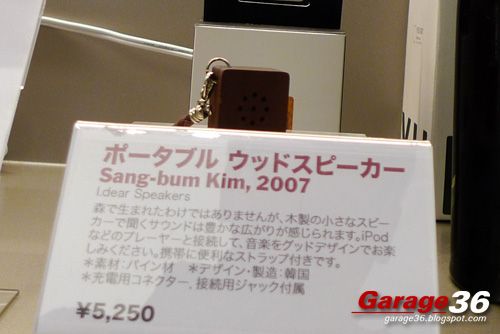 ポータブル ウッドスピーカー
Sang-bum Kim, 2007
I.dear Speakers
森で生まれたわけではありませんが、木製の小さなスピー
カーで聞くサウンドは豊かな広がりが感じられます。iPod
などのプレーヤーと接続して、音楽をグッドデザインでお楽
しみください。携帯に便利なストラップ付きです。
*素材:パイン材 *デザイン・製造:韓国
*充電用コネクター、接続用ジャック付属
¥5,250
Garage36
garage36.blogspot.com